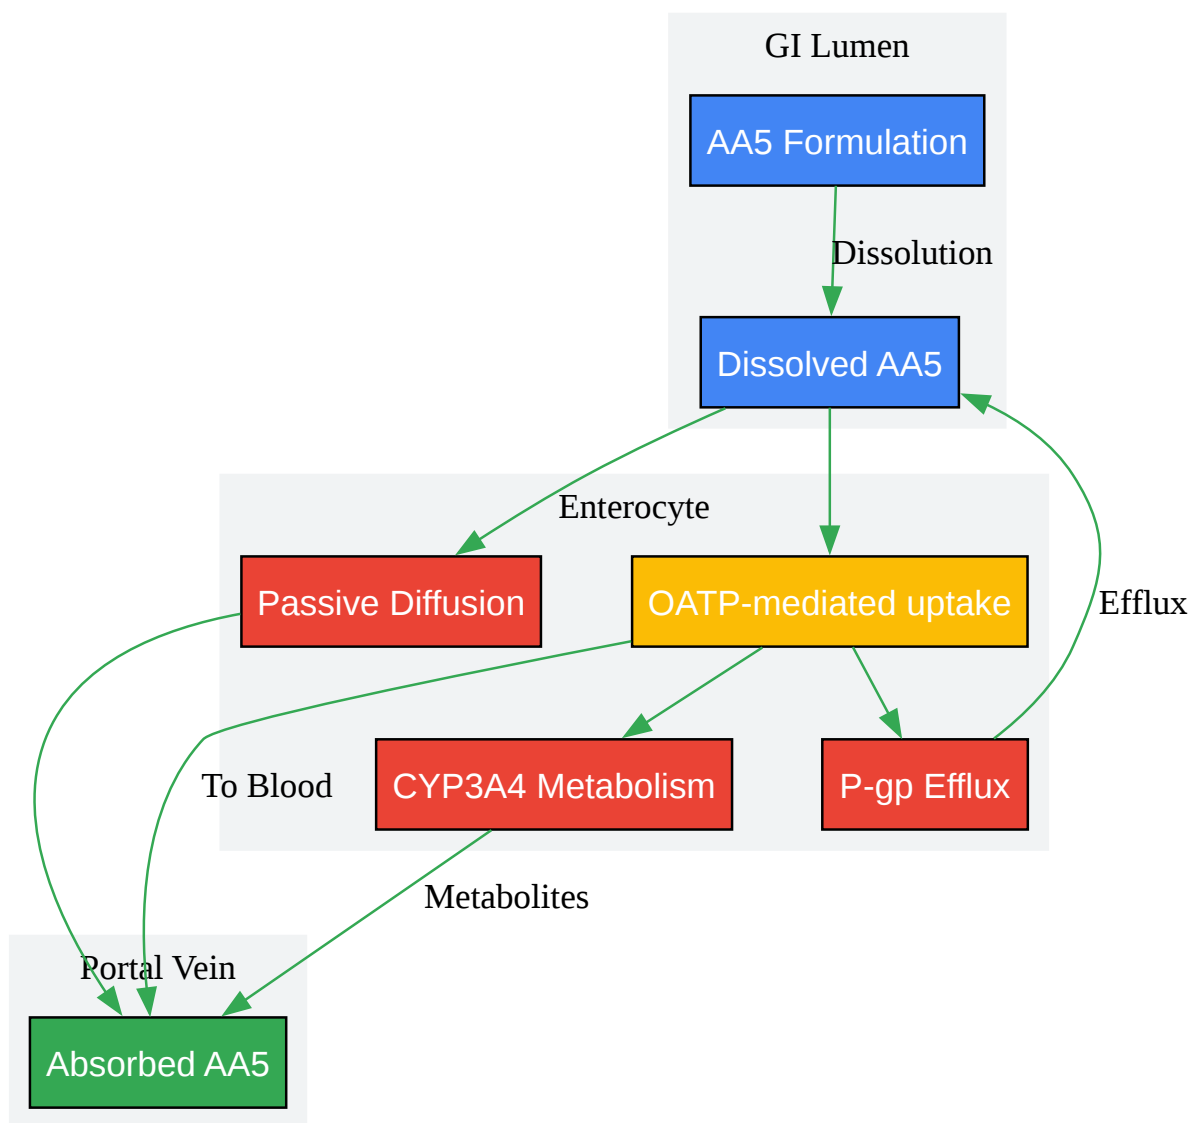 GI Lumen
AA5 Formulation
Dissolution
Dissolved AA5
Enterocyte
Passive Diffusion
OATP-mediated uptake
Efflux
To Blood
CYP3A4 Metabolism
P-gp Efflux
Metabolites
Portal Vein
Absorbed AA5